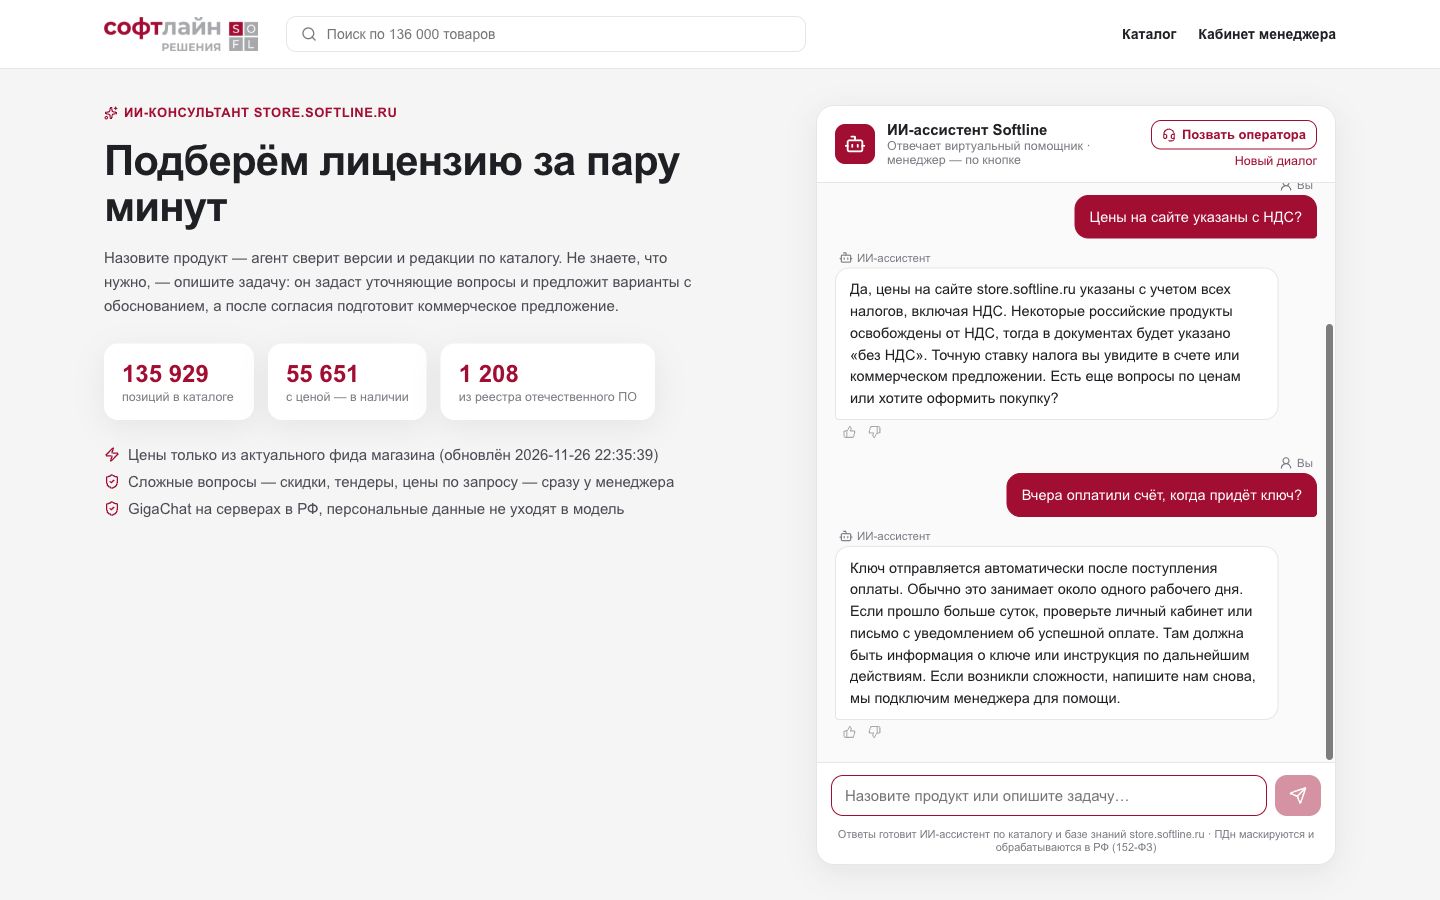 софтлайн
РЕШЕНИЯ
SO
FL
Поиск по 136 000 товаров
Каталог
Кабинет менеджера
ИИ-КОНСУЛЬТАНТ STORE.SOFTLINE.RU
Подберём лицензию за пару
минут
Назовите продукт — агент сверит версии и редакции по каталогу. Не знаете, что
нужно, — опишите задачу: он задаст уточняющие вопросы и предложит варианты с
обоснованием, а после согласия подготовит коммерческое предложение.
135 929
позиций в каталоге
55 651
с ценой — в наличии
1 208
из реестра отечественного ПО
Цены только из актуального фида магазина (обновлён 2026-11-26 22:35:39)
Сложные вопросы — скидки, тендеры, цены по запросу — сразу у менеджера
GigaChat на серверах в РФ, персональные данные не уходят в модель
ИИ-ассистент Softline
Отвечает виртуальный помощник ·
менеджер — по кнопке
Позвать оператора
Новый диалог
Вы
Цены на сайте указаны с НДС?
ИИ-ассистент
Да, цены на сайте store.softline.ru указаны с учетом всех
налогов, включая НДС. Некоторые российские продукты
освобождены от НДС, тогда в документах будет указано
«без НДС». Точную ставку налога вы увидите в счете или
коммерческом предложении. Есть еще вопросы по ценам
или хотите оформить покупку?
Вы
Вчера оплатили счёт, когда придёт ключ?
ИИ-ассистент
Ключ отправляется автоматически после поступления
оплаты. Обычно это занимает около одного рабочего дня.
Если прошло больше суток, проверьте личный кабинет или
письмо с уведомлением об успешной оплате. Там должна
быть информация о ключе или инструкция по дальнейшим
действиям. Если возникли сложности, напишите нам снова,
мы подключим менеджера для помощи.
Назовите продукт или опишите задачу…
Ответы готовит ИИ-ассистент по каталогу и базе знаний store.softline.ru · ПДн маскируются и
обрабатываются в РФ (152-ФЗ)